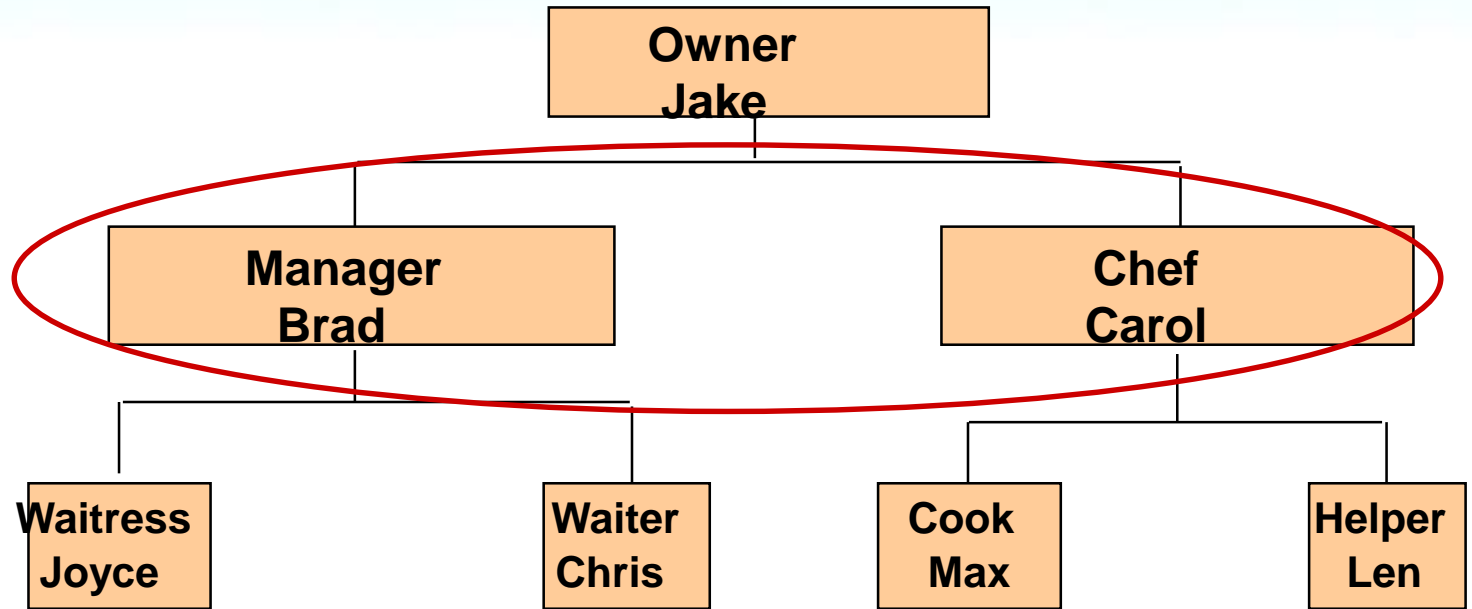 Owner
Jake
Manager
Brad
Chef
Carol
Waitress
Joyce
Waiter
Chris
Cook
Max
Helper
Len